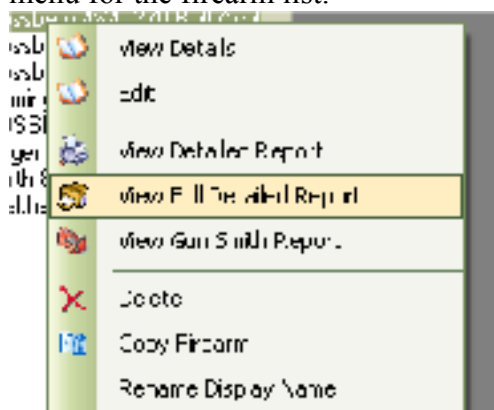 menu for the firearm list.
View Details
Edit
View Detailed Report
View Full Detailed Report
View Gun Smith Report
Delete
Copy Firearm
Rename Display Name